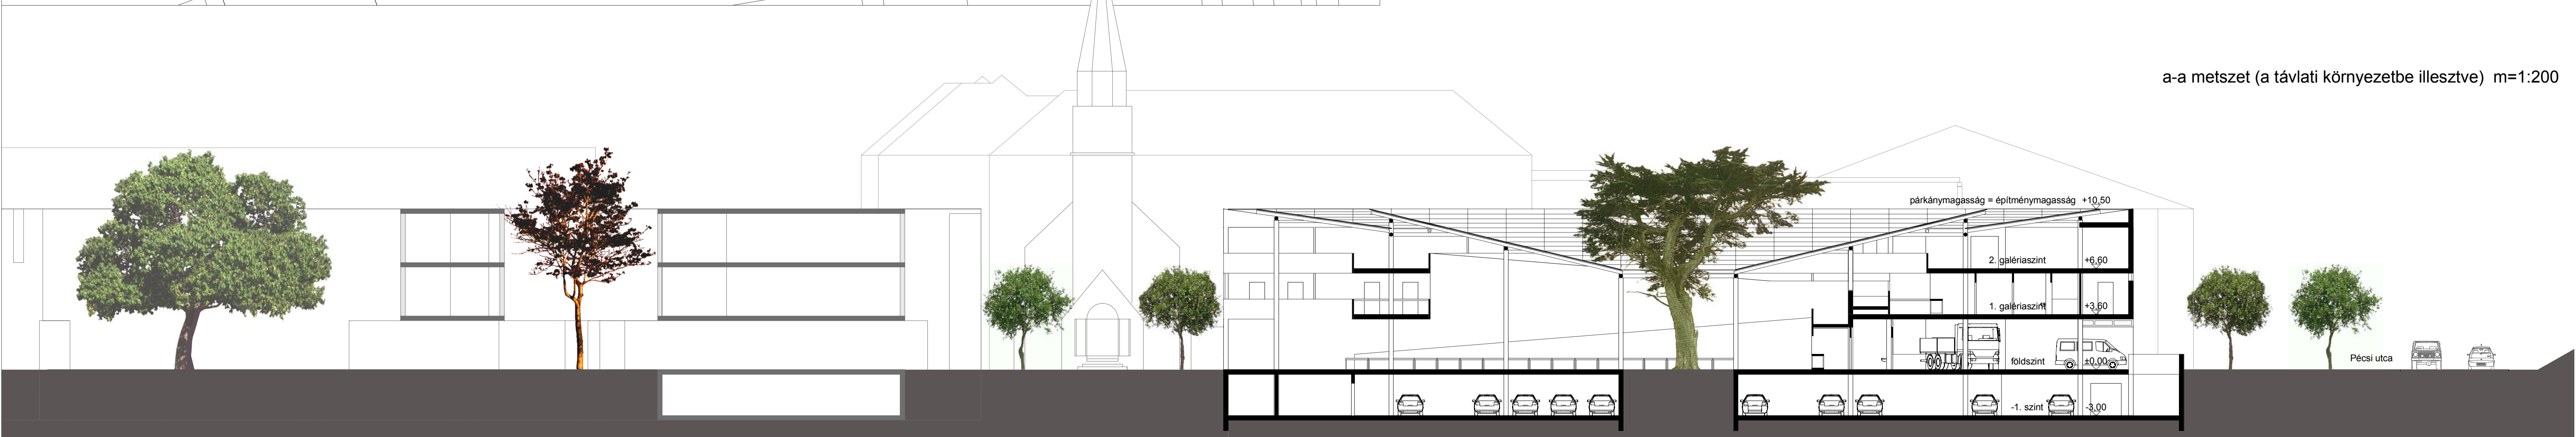 a-a metszet (a távlati környezetbe illesztve) m=1:200
párkánymagasság = építménymagasság +10,50
2. galériaszint +6,60
1. galériaszint +3,60
földszint ±0,00
Pécsi utca
-1. szint -3,00